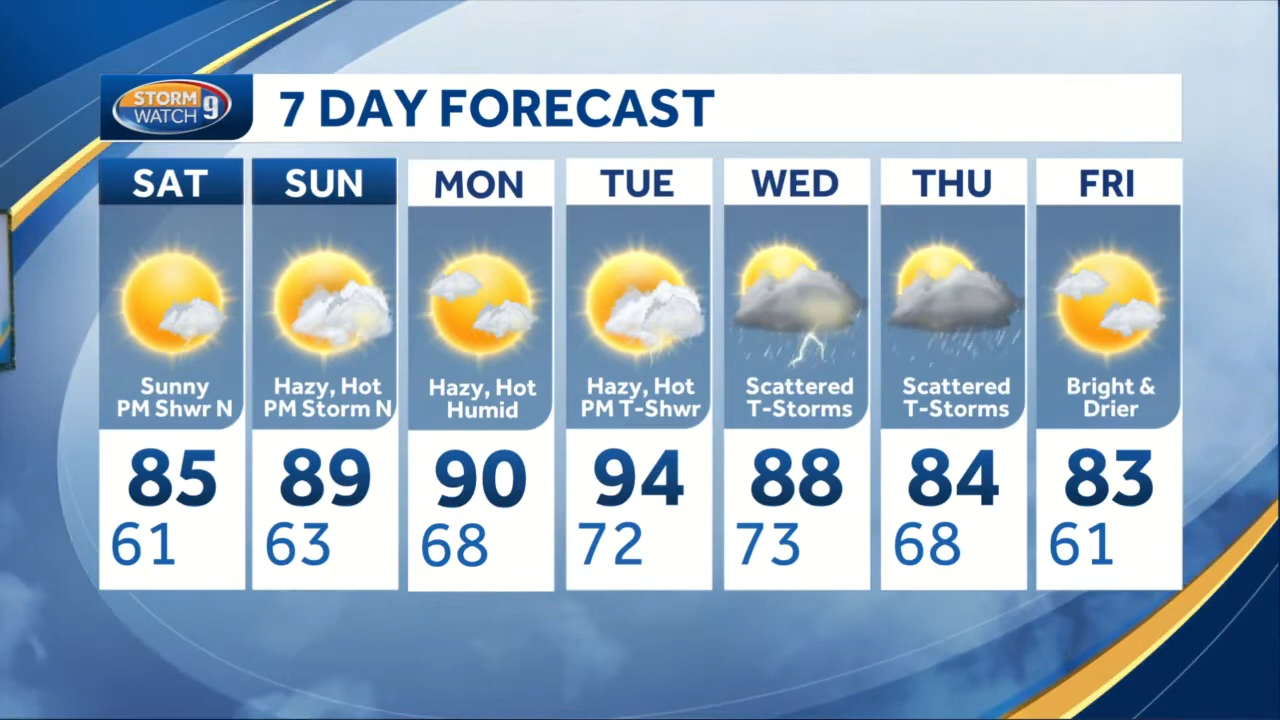 STORM
WATCH 9
7 DAY FORECAST
SAT
SUN
MON
TUE
WED
THU
FRI
Sunny
PM Shwr N
Hazy, Hot
PM Storm N
Hazy, Hot
Humid
Hazy, Hot
PM T-Shwr
Scattered
T-Storms
Scattered
T-Storms
Bright &
Drier
85
89
90
94
88
84
83
61
63
68
72
73
68
61